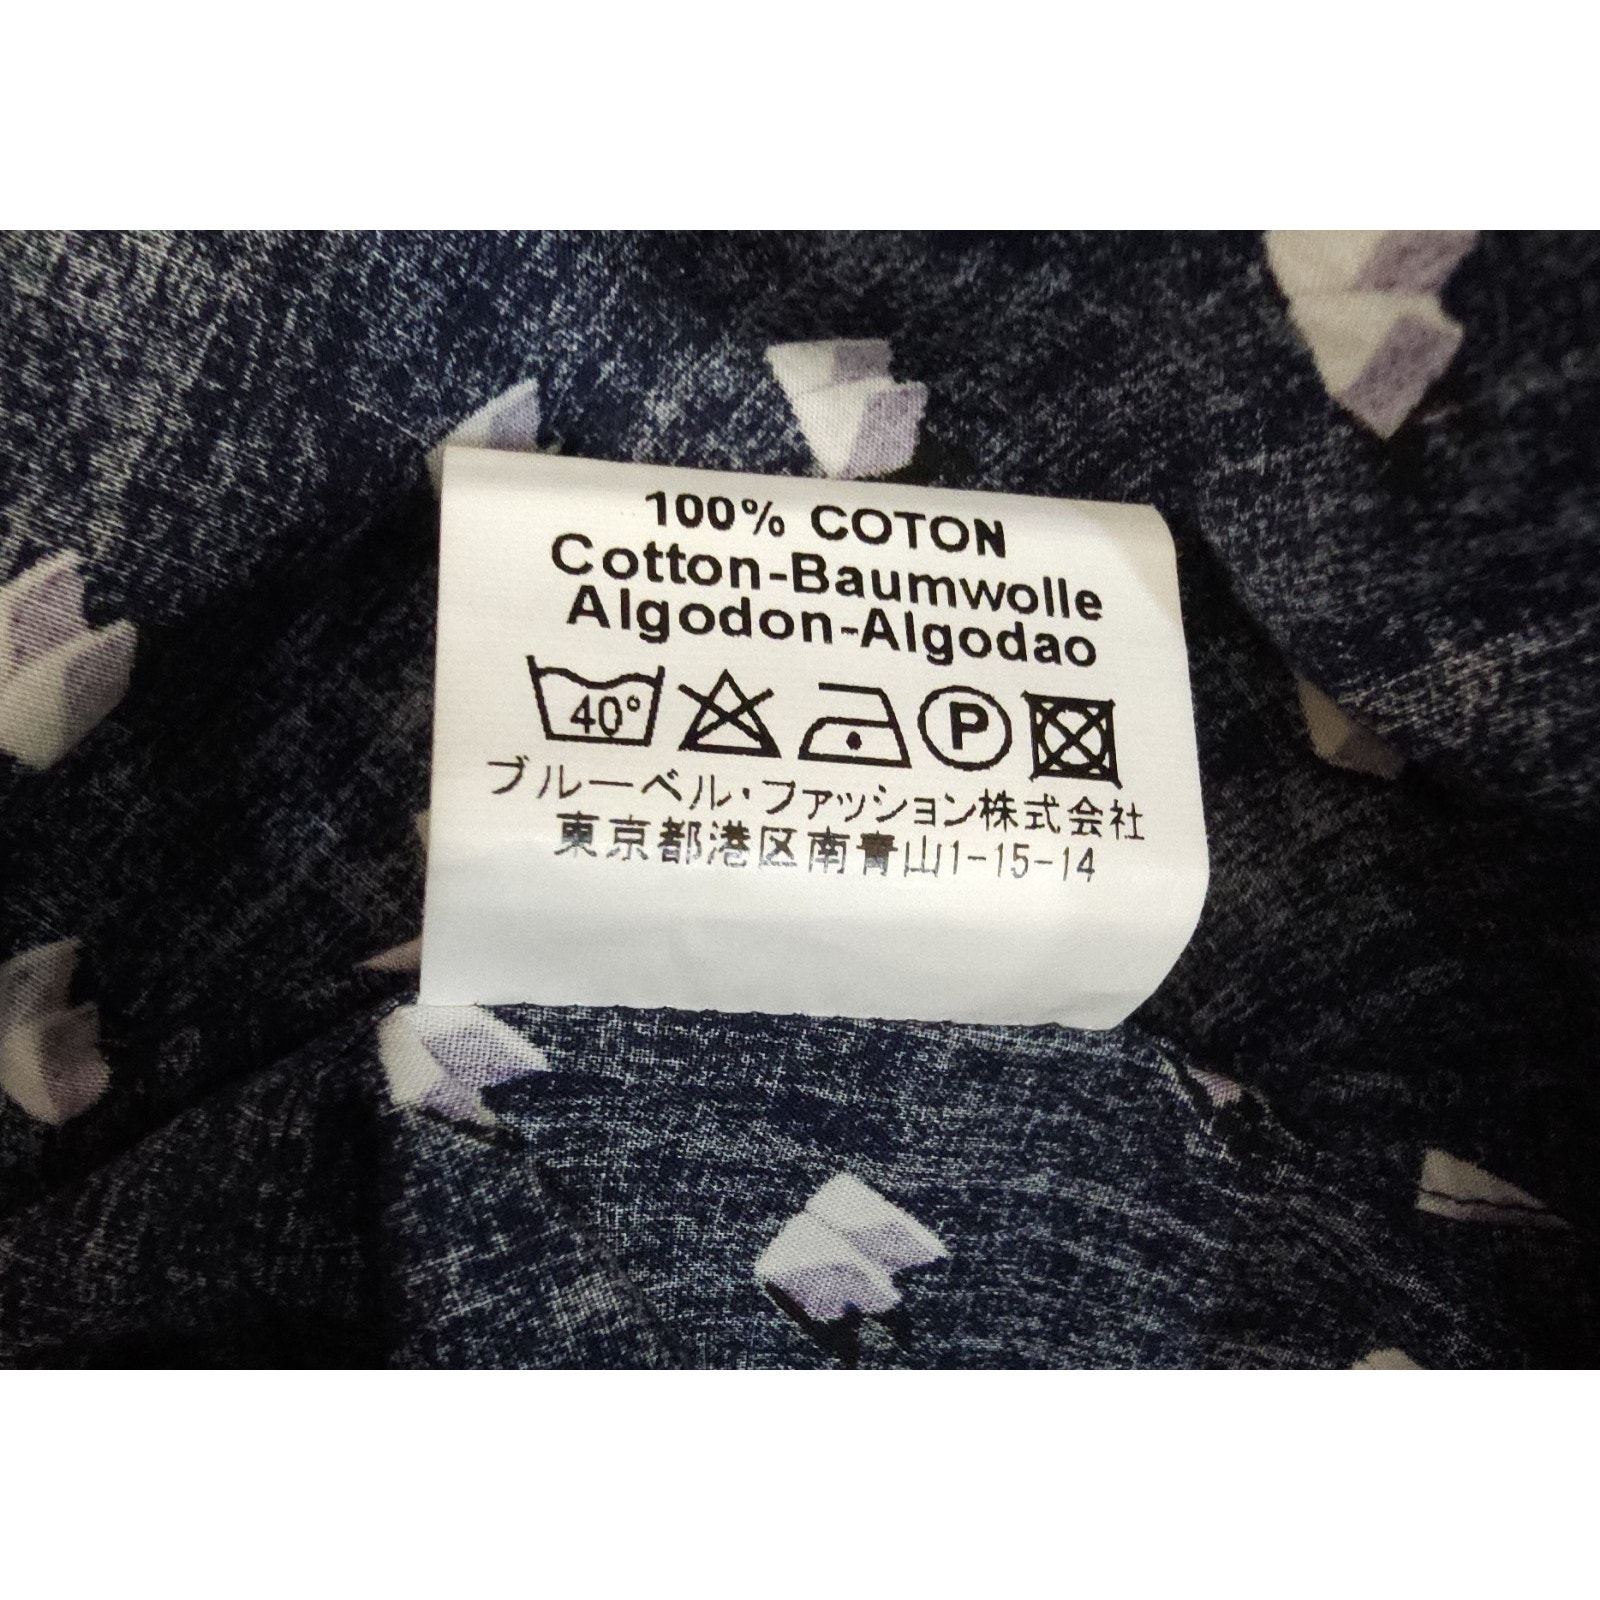 100% COTON
Cotton-Baumwolle
Algodon-Algodao
40°
P
ブルーベル・ファッション株式会社
東京都港区南青山1-15-14